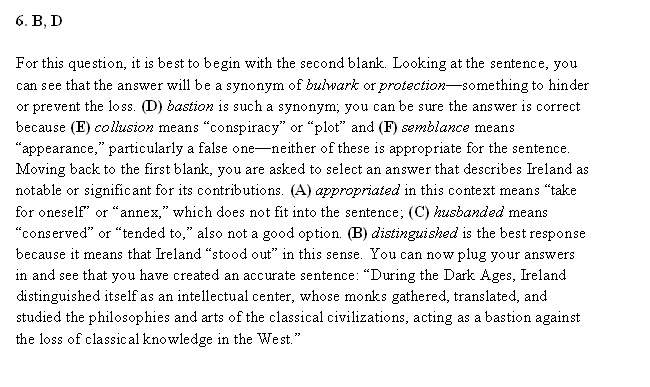 6. B, D
For this question, it is best to begin with the second blank. Looking at the sentence, you
can see that the answer will be a synonym of bulwark or protection—something to hinder
or prevent the loss. (D) bastion is such a synonym; you can be sure the answer is correct
because (E) collusion means “conspiracy” or “plot” and (F) semblance means
“appearance,” particularly a false one—neither of these is appropriate for the sentence.
Moving back to the first blank, you are asked to select an answer that describes Ireland as
notable or significant for its contributions. (A) appropriated in this context means “take
for oneself” or “annex,” which does not fit into the sentence; (C) husbanded means
“conserved” or “tended to,” also not a good option. (B) distinguished is the best response
because it means that Ireland “stood out” in this sense. You can now plug your answers
in and see that you have created an accurate sentence: “During the Dark Ages, Ireland
distinguished itself as an intellectual center, whose monks gathered, translated, and
studied the philosophies and arts of the classical civilizations, acting as a bastion against
the loss of classical knowledge in the West.”